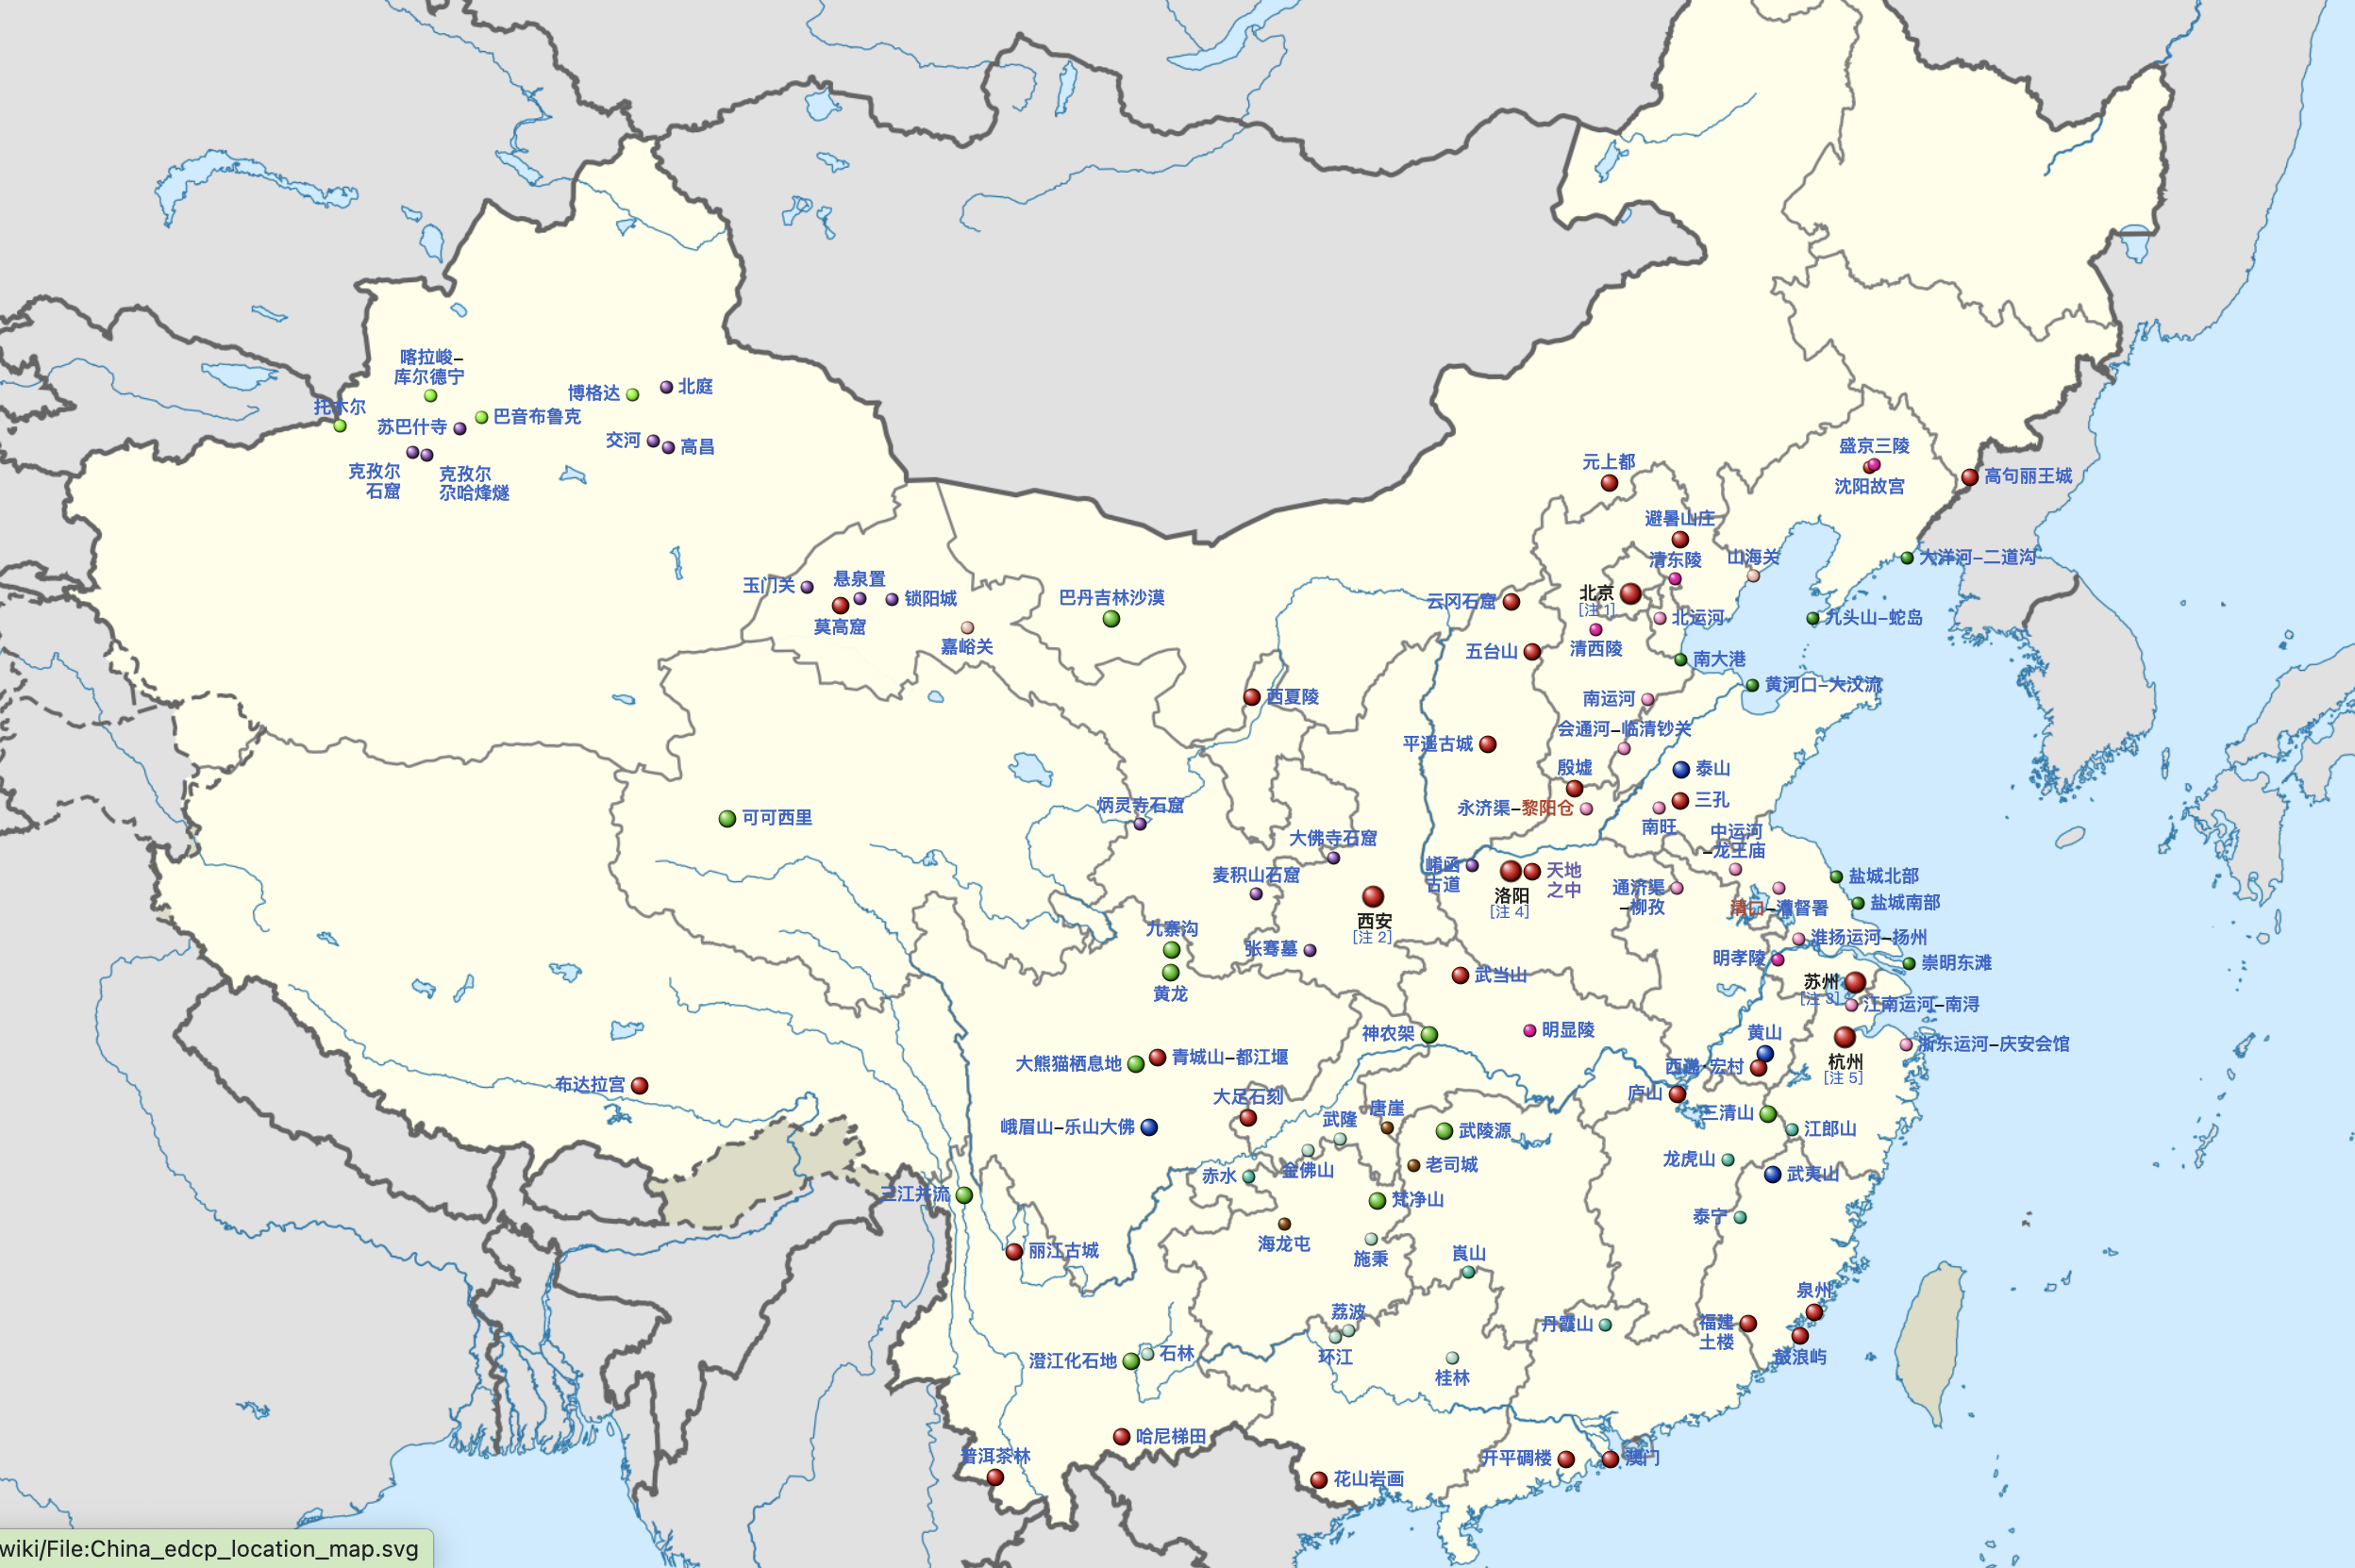 喀拉峻–
库尔德宁
托木尔
苏巴什寺
巴音布鲁克
克孜尔
石窟
克孜尔
尕哈烽燧
博格达
北庭
交河
高昌
元上都
盛京三陵
沈阳故宫
高句丽王城
避暑山庄
清东陵
山海关
大洋河–二道沟
玉门关
悬泉置
锁阳城
莫高窟
嘉峪关
巴丹吉林沙漠
云冈石窟
北京
[注 1]
北运河
九头山–蛇岛
五台山
清西陵
南大港
黄河口–大汶流
西夏陵
南运河
会通河–临清钞关
平遥古城
殷墟
泰山
永济渠–黎阳仓
三孔
南旺
中运河
–龙王庙
可可西里
炳灵寺石窟
大佛寺石窟
麦积山石窟
崤函
古道
洛阳
[注 4]
天地
之中
通济渠
–柳孜
清口–漕督署
盐城北部
盐城南部
西安
[注 2]
九寨沟
黄龙
张骞墓
武当山
淮扬运河–扬州
明孝陵
崇明东滩
苏州
[注 3]
江南运河–南浔
神农架
明显陵
黄山
西递·宏村
杭州
[注 5]
浙东运河–庆安会馆
大熊猫栖息地
青城山–都江堰
布达拉宫
大足石刻
武隆
唐崖
庐山
三清山
江郎山
峨眉山–乐山大佛
武陵源
金佛山
老司城
赤水
龙虎山
武夷山
三江并流
梵净山
泰宁
丽江古城
海龙屯
施秉
崀山
荔波
环江
丹霞山
泉州
福建
土楼
鼓浪屿
澄江化石地
石林
桂林
哈尼梯田
普洱茶林
花山岩画
开平碉楼
澳门
wiki/File:China_edcp_location_map.svg